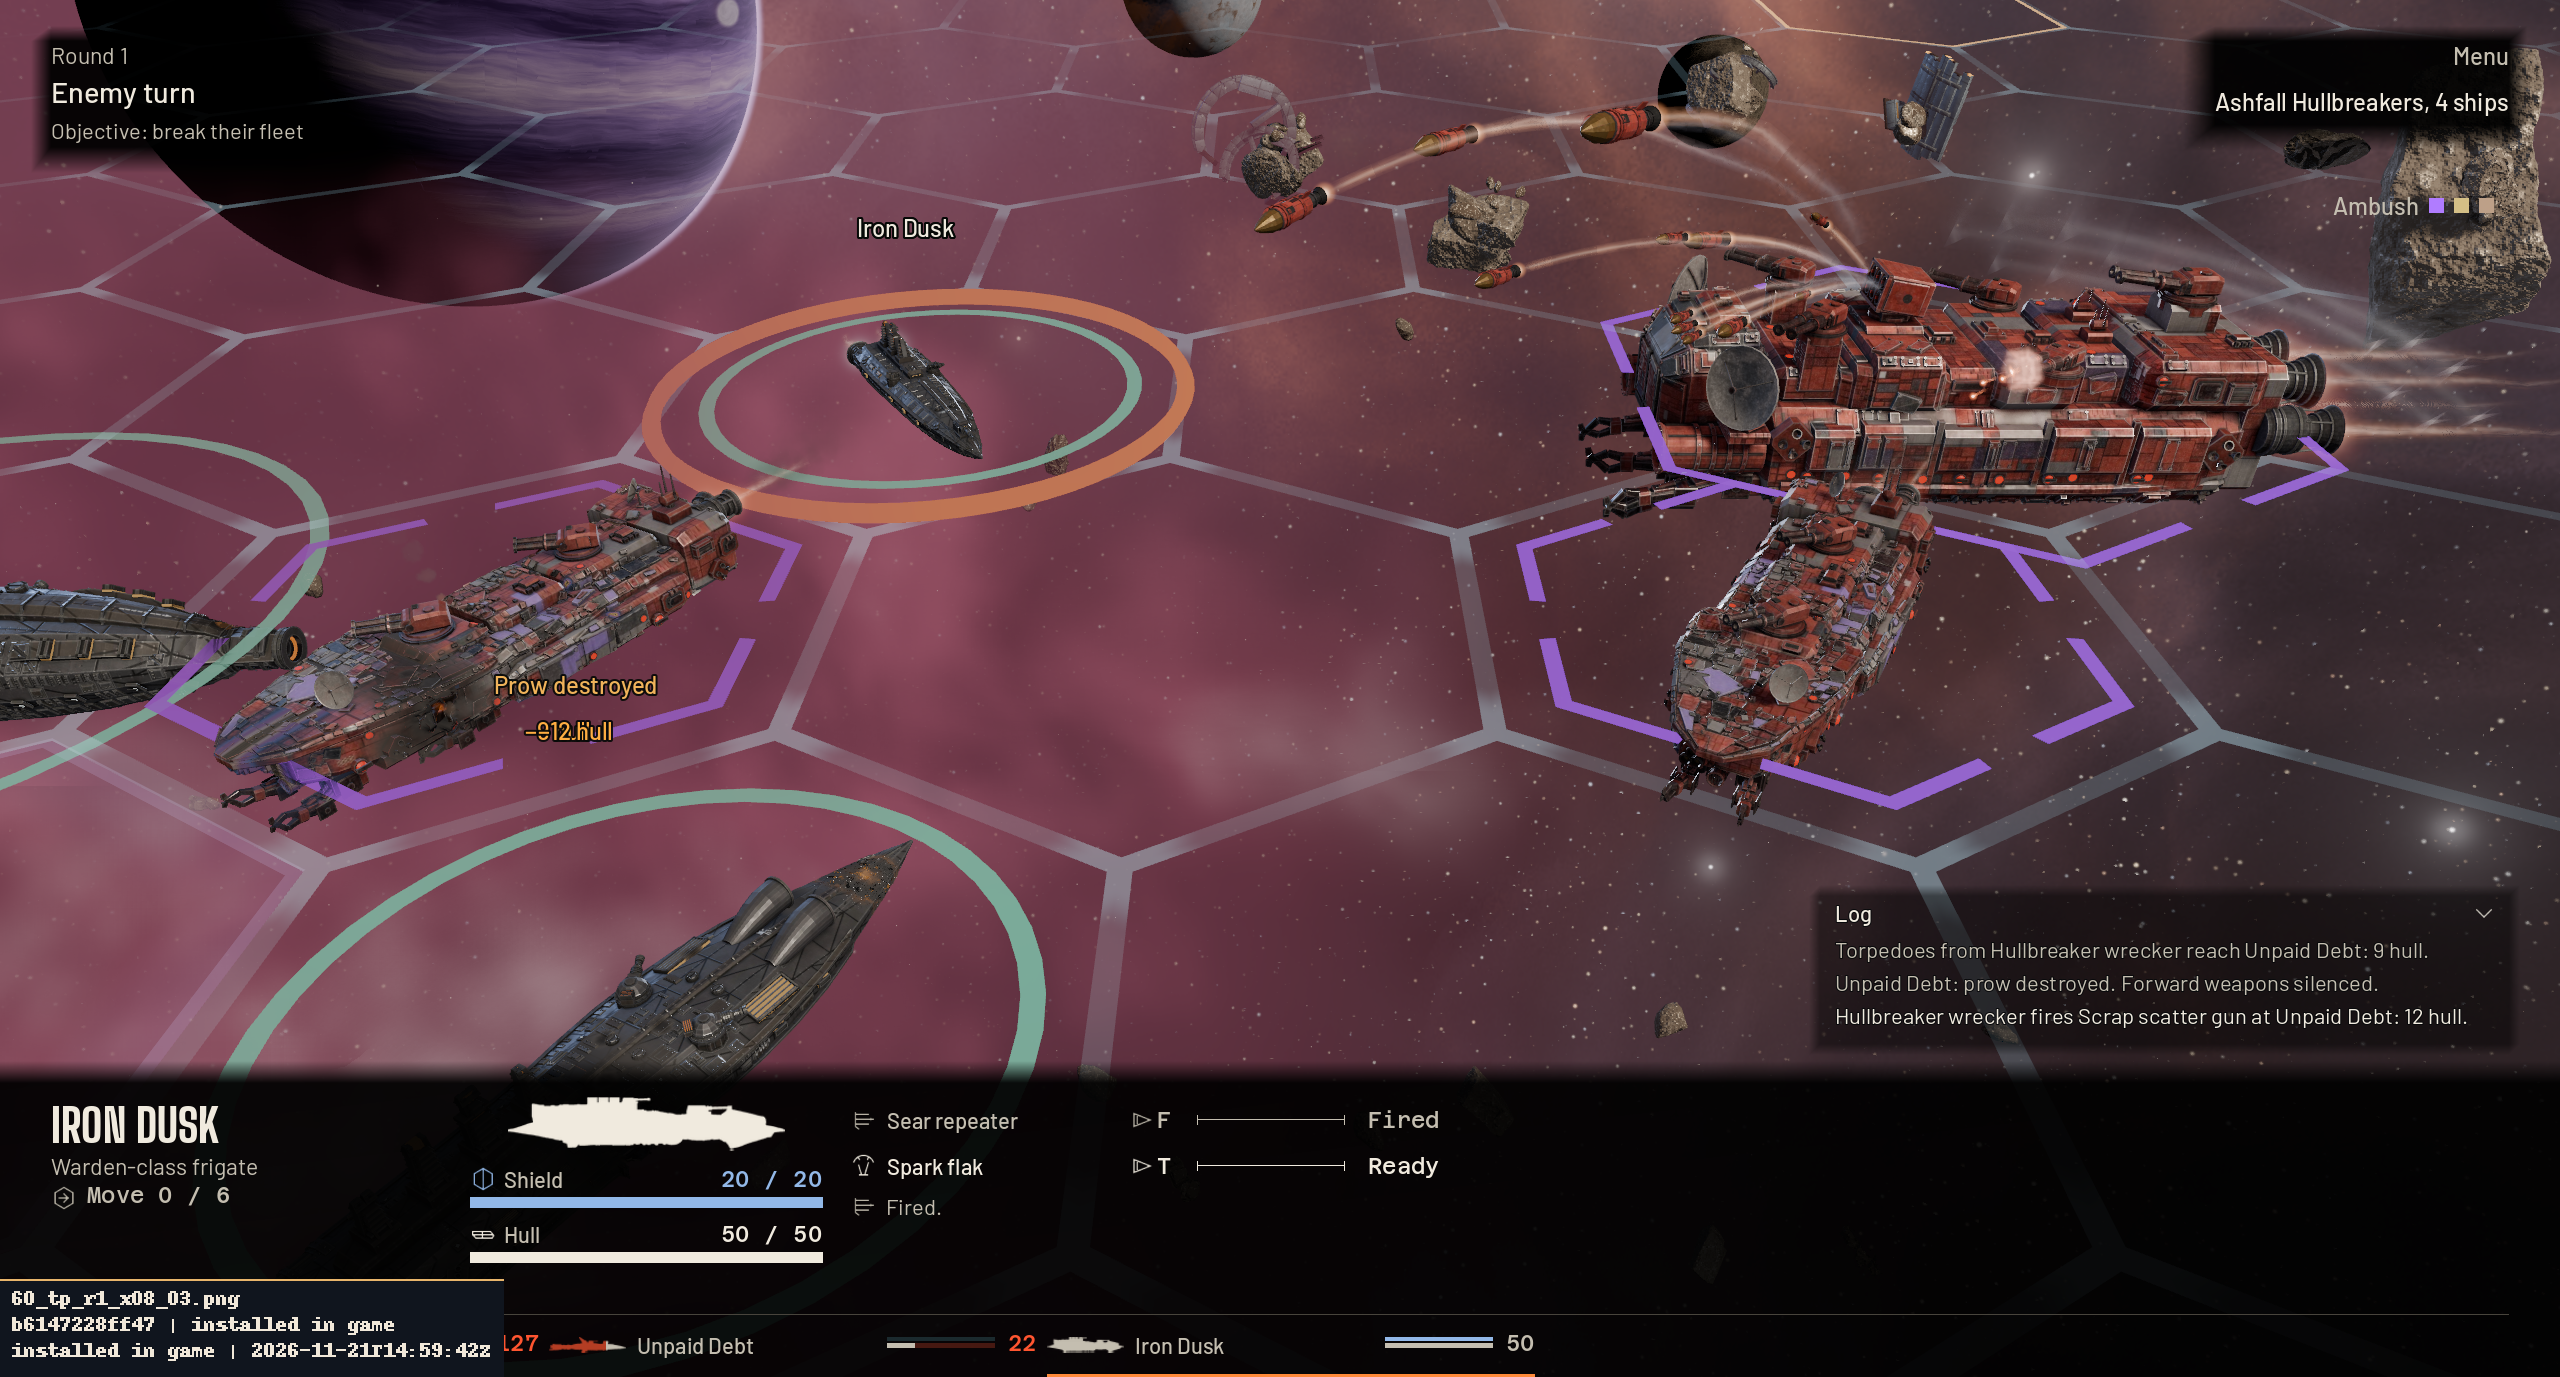 Round 1
Enemy turn
Objective: break their fleet
Menu
Ashfall Hullbreakers, 4 ships
Ambush
Iron Dusk
Prow destroyed
Log
Torpedoes from Hullbreaker wrecker reach Unpaid Debt: 9 hull.
Unpaid Debt: prow destroyed. Forward weapons silenced.
Hullbreaker wrecker fires Scrap scatter gun at Unpaid Debt: 12 hull.
IRON DUSK
Warden-class frigate
Move 0 / 6
Shield 20 / 20
Hull 50 / 50
Sear repeater F Fired
Spark flak T Ready
Fired.
60_tp_r1_x08_03.png
b6147228ff47 | installed in game
installed in game | 2026-11-21r14:59:42z
127 Unpaid Debt 22 Iron Dusk 50